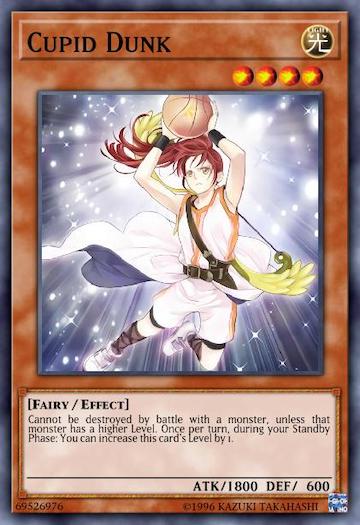 CUPID DUNK
LIGHT
光
[FAIRY / EFFECT]
Cannot be destroyed by battle with a monster, unless that
monster has a higher Level. Once per turn, during your Standby
Phase: You can increase this card's Level by 1.
ATK/1800 DEF/ 600
69526976
©1996 KAZUKI TAKAHASHI